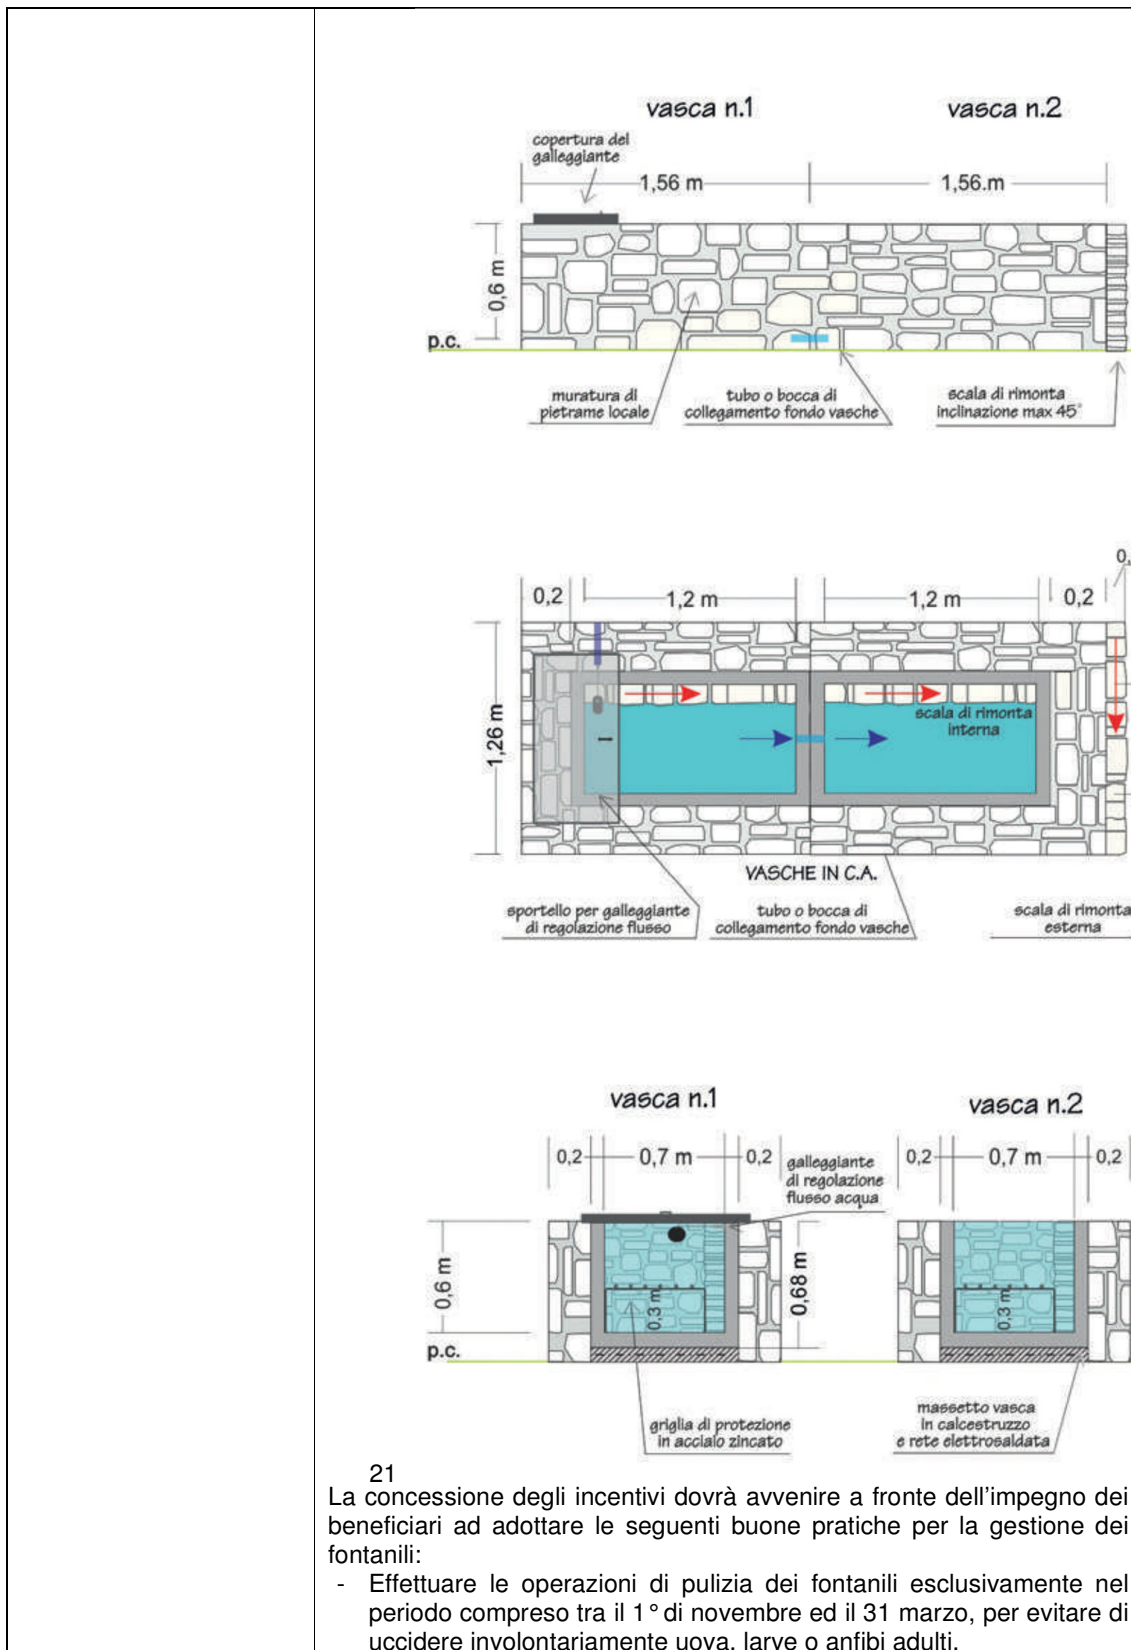 vasca n.1
vasca n.2
copertura del
galleggiante
1,56 m
1,56.m
0,6 m
p.c.
muratura di
pietrame locale
tubo o bocca di
collegamento fondo vasche
scala di rimonta
inclinazione max 45°
0,
0,2
1,2 m
1,2 m
0,2
1,26 m
scala di rimonta
interna
VASCHE IN C.A.
sportello per galleggiante
di regolazione flusso
tubo o bocca di
collegamento fondo vasche
scala di rimonta
esterna
vasca n.1
vasca n.2
0,2
0,7 m
0,2
galleggiante
di regolazione
flusso acqua
0,2
0,7 m
0,2
0,6 m
0,3 m
0,68 m
0,3 m
p.c.
griglia di protezione
in acciaio zincato
massetto vasca
in calcestruzzo
e rete elettrosaldata
21
La concessione degli incentivi dovrà avvenire a fronte dell'impegno dei
beneficiari ad adottare le seguenti buone pratiche per la gestione dei
fontanili:
- Effettuare le operazioni di pulizia dei fontanili esclusivamente nel
periodo compreso tra il 1° di novembre ed il 31 marzo, per evitare di
uccidere involontariamente uova, larve o anfibi adulti.